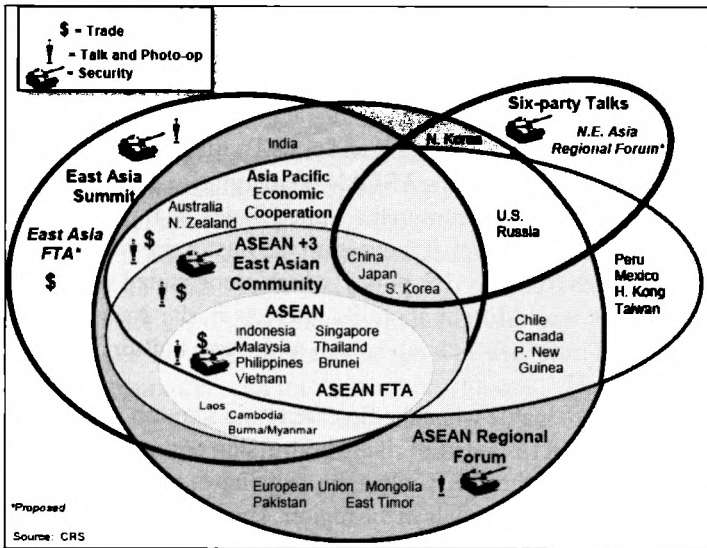 $ - Trade
- Talk and Photo-op
- Security
Six-party Talks
N.E. Asia
Regional Forum*
N. Korea
India
East Asia
Summit
Asia Pacific
Economic
Cooperation
Australia
N. Zealand
East Asia
FTA*
$
U.S.
Russia
$
ASEAN +3
East Asian
Community
$
China
Japan
S. Korea
Peru
Mexico
H. Kong
Taiwan
ASEAN
$
Indonesia Singapore
Malaysia Thailand
Philippines Brunei
Vietnam
Chile
Canada
P. New
Guinea
ASEAN FTA
Laos
Cambodia
Burma/Myanmar
ASEAN Regional
Forum
European Union Mongolia
Pakistan East Timor
*Proposed
Source: CRS